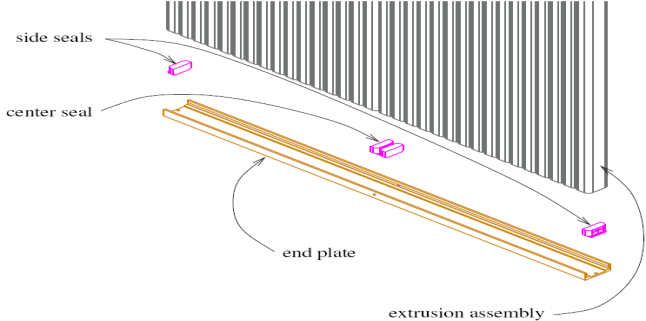 side seals
center seal
end plate
extrusion assembly